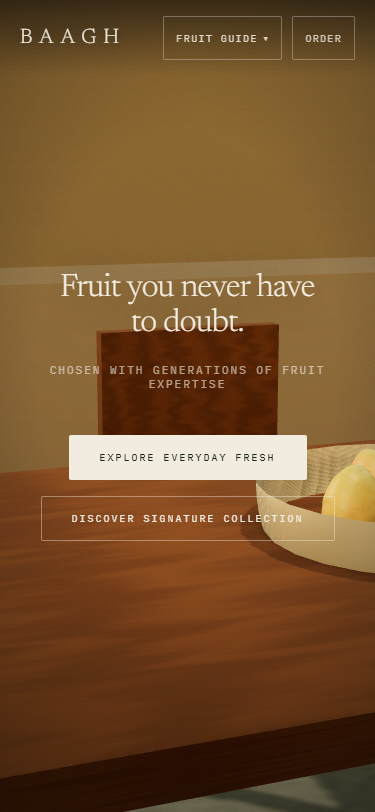 BAAGH
FRUIT GUIDE ▾
ORDER
Fruit you never have
to doubt.
CHOSEN WITH GENERATIONS OF FRUIT
EXPERTISE
EXPLORE EVERYDAY FRESH
DISCOVER SIGNATURE COLLECTION